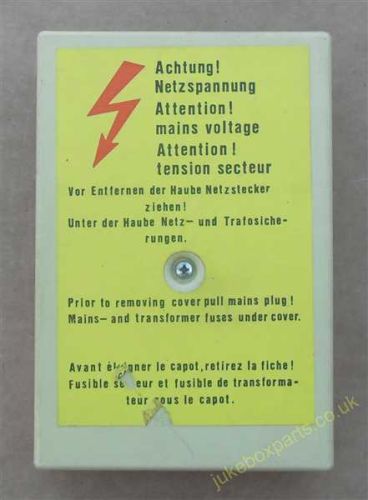 Achtung!
Netzspannung
Attention!
mains voltage
Attention!
tension secteur
Vor Entfernen der Haube Netzstecker
ziehen!
Unter der Haube Netz- und Trafosiche-
rungen.
Prior to removing cover pull mains plug!
Mains- and transformer fuses under cover.
Avant le capot, retirez la fiche!
Fusible et fusible de transforma-
teur sous le capot.
jukeboxparts.co.uk